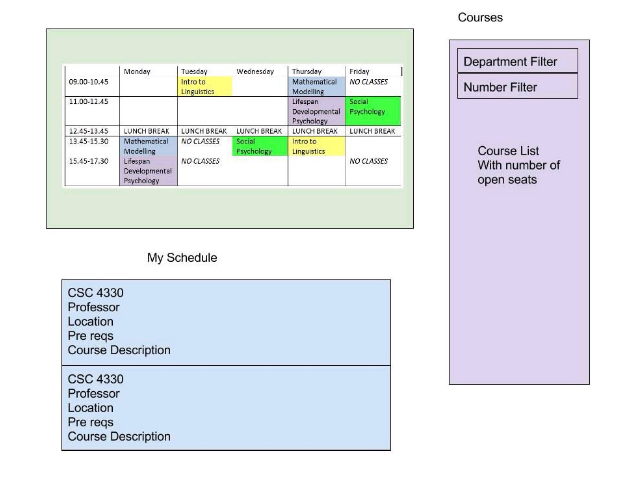 Courses
Monday Tuesday Wednesday Thursday Friday
09.00-10.45 Intro to Linguistics Mathematical Modelling NO CLASSES
11.00-12.45 Lifespan Developmental Psychology Social Psychology
12.45-13.45 LUNCH BREAK LUNCH BREAK LUNCH BREAK LUNCH BREAK LUNCH BREAK
13.45-15.30 Mathematical Modelling NO CLASSES Social Psychology Intro to Linguistics
15.45-17.30 Lifespan Developmental Psychology NO CLASSES NO CLASSES
Department Filter
Number Filter
Course List
With number of
open seats
My Schedule
CSC 4330
Professor
Location
Pre reqs
Course Description
CSC 4330
Professor
Location
Pre reqs
Course Description